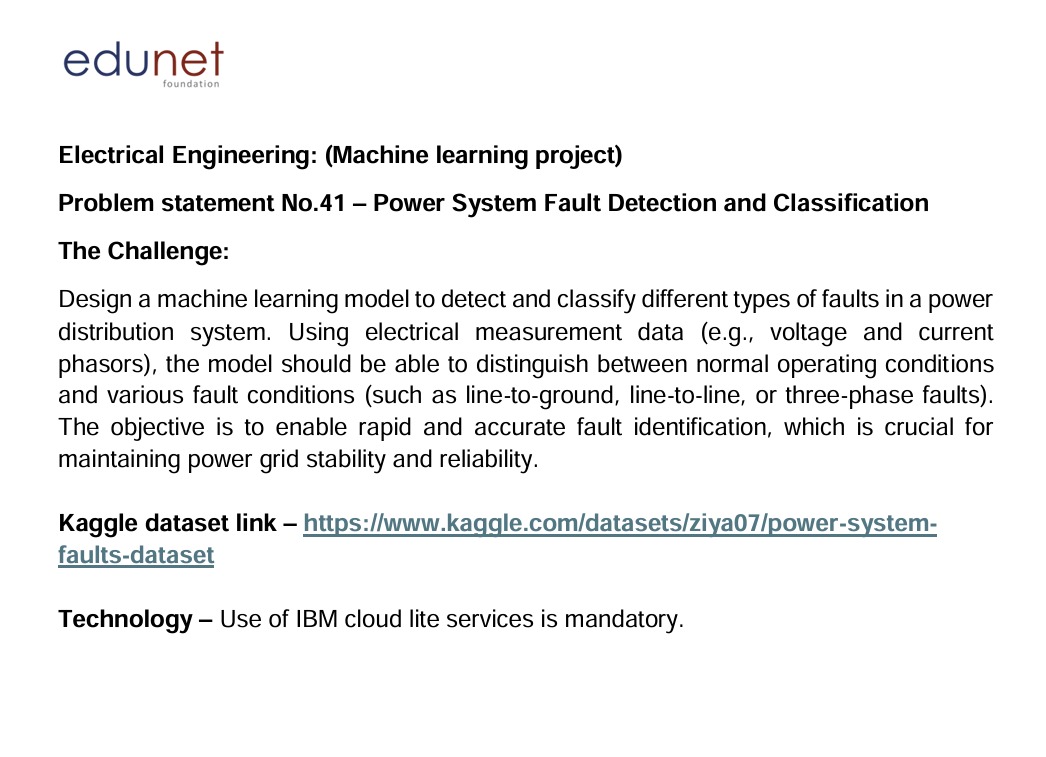 edunet
foundation
Electrical Engineering: (Machine learning project)
Problem statement No.41 – Power System Fault Detection and Classification
The Challenge:
Design a machine learning model to detect and classify different types of faults in a power
distribution system. Using electrical measurement data (e.g., voltage and current
phasors), the model should be able to distinguish between normal operating conditions
and various fault conditions (such as line-to-ground, line-to-line, or three-phase faults).
The objective is to enable rapid and accurate fault identification, which is crucial for
maintaining power grid stability and reliability.
Kaggle dataset link – https://www.kaggle.com/datasets/ziya07/power-system-
faults-dataset
Technology – Use of IBM cloud lite services is mandatory.